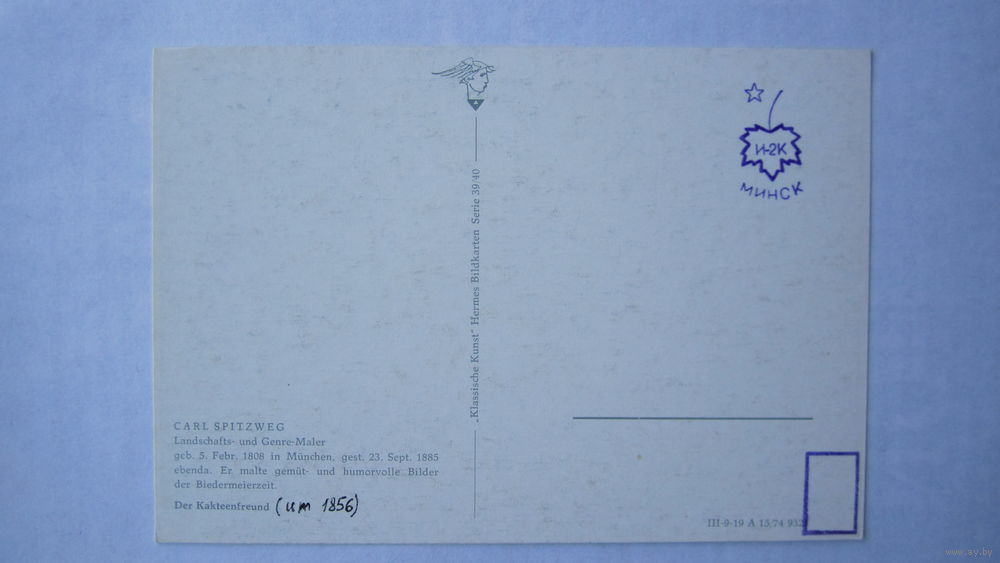 И-2К
МИНСК
„Klassische Kunst“ Hermes Bildkarten Serie 39/40
CARL SPITZWEG
Landschafts- und Genre-Maler
geb. 5. Febr. 1808 in München, gest. 23. Sept. 1885
ebenda. Er malte gemüt- und humorvolle Bilder
der Biedermeierzeit.
Der Kakteenfreund (um 1856)
III-9-19 A 15/74
www.ay.by